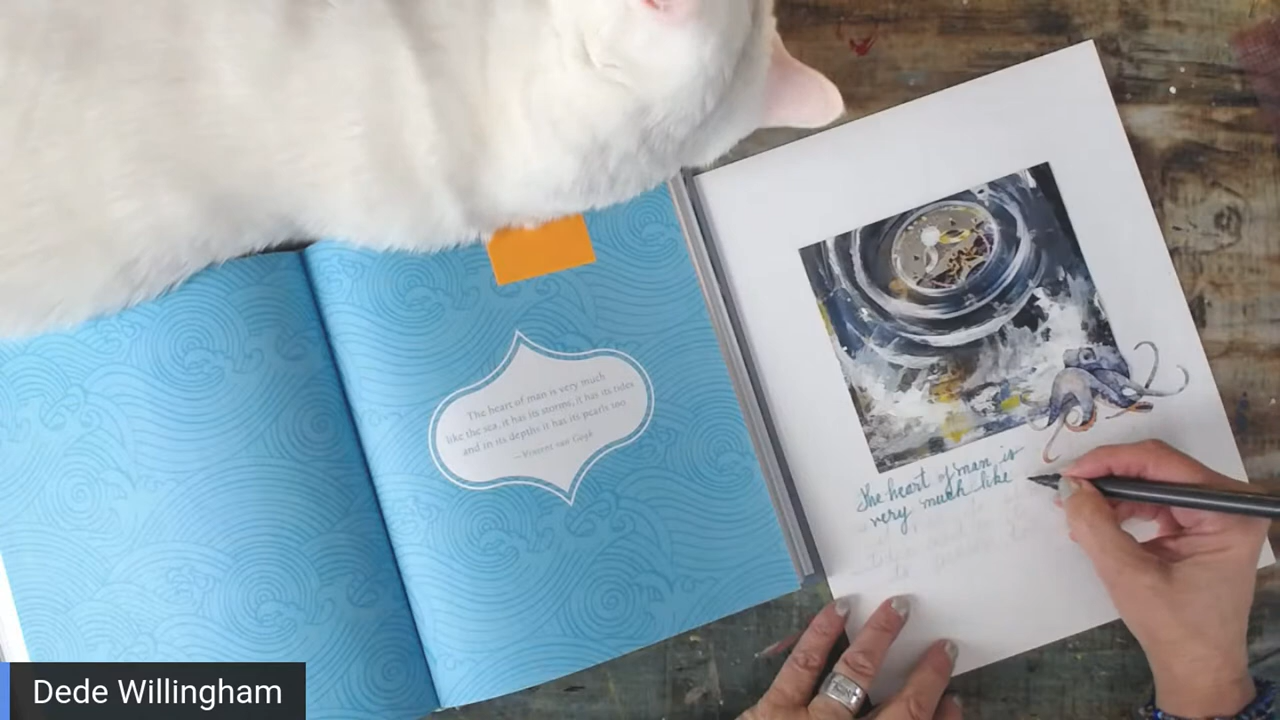 The heart of man is very much
like the sea, it has its storms, it has its tides
and in its depths it has its pearls too
—Vincent van Gogh
The heart of man is
very much like
Dede Willingham